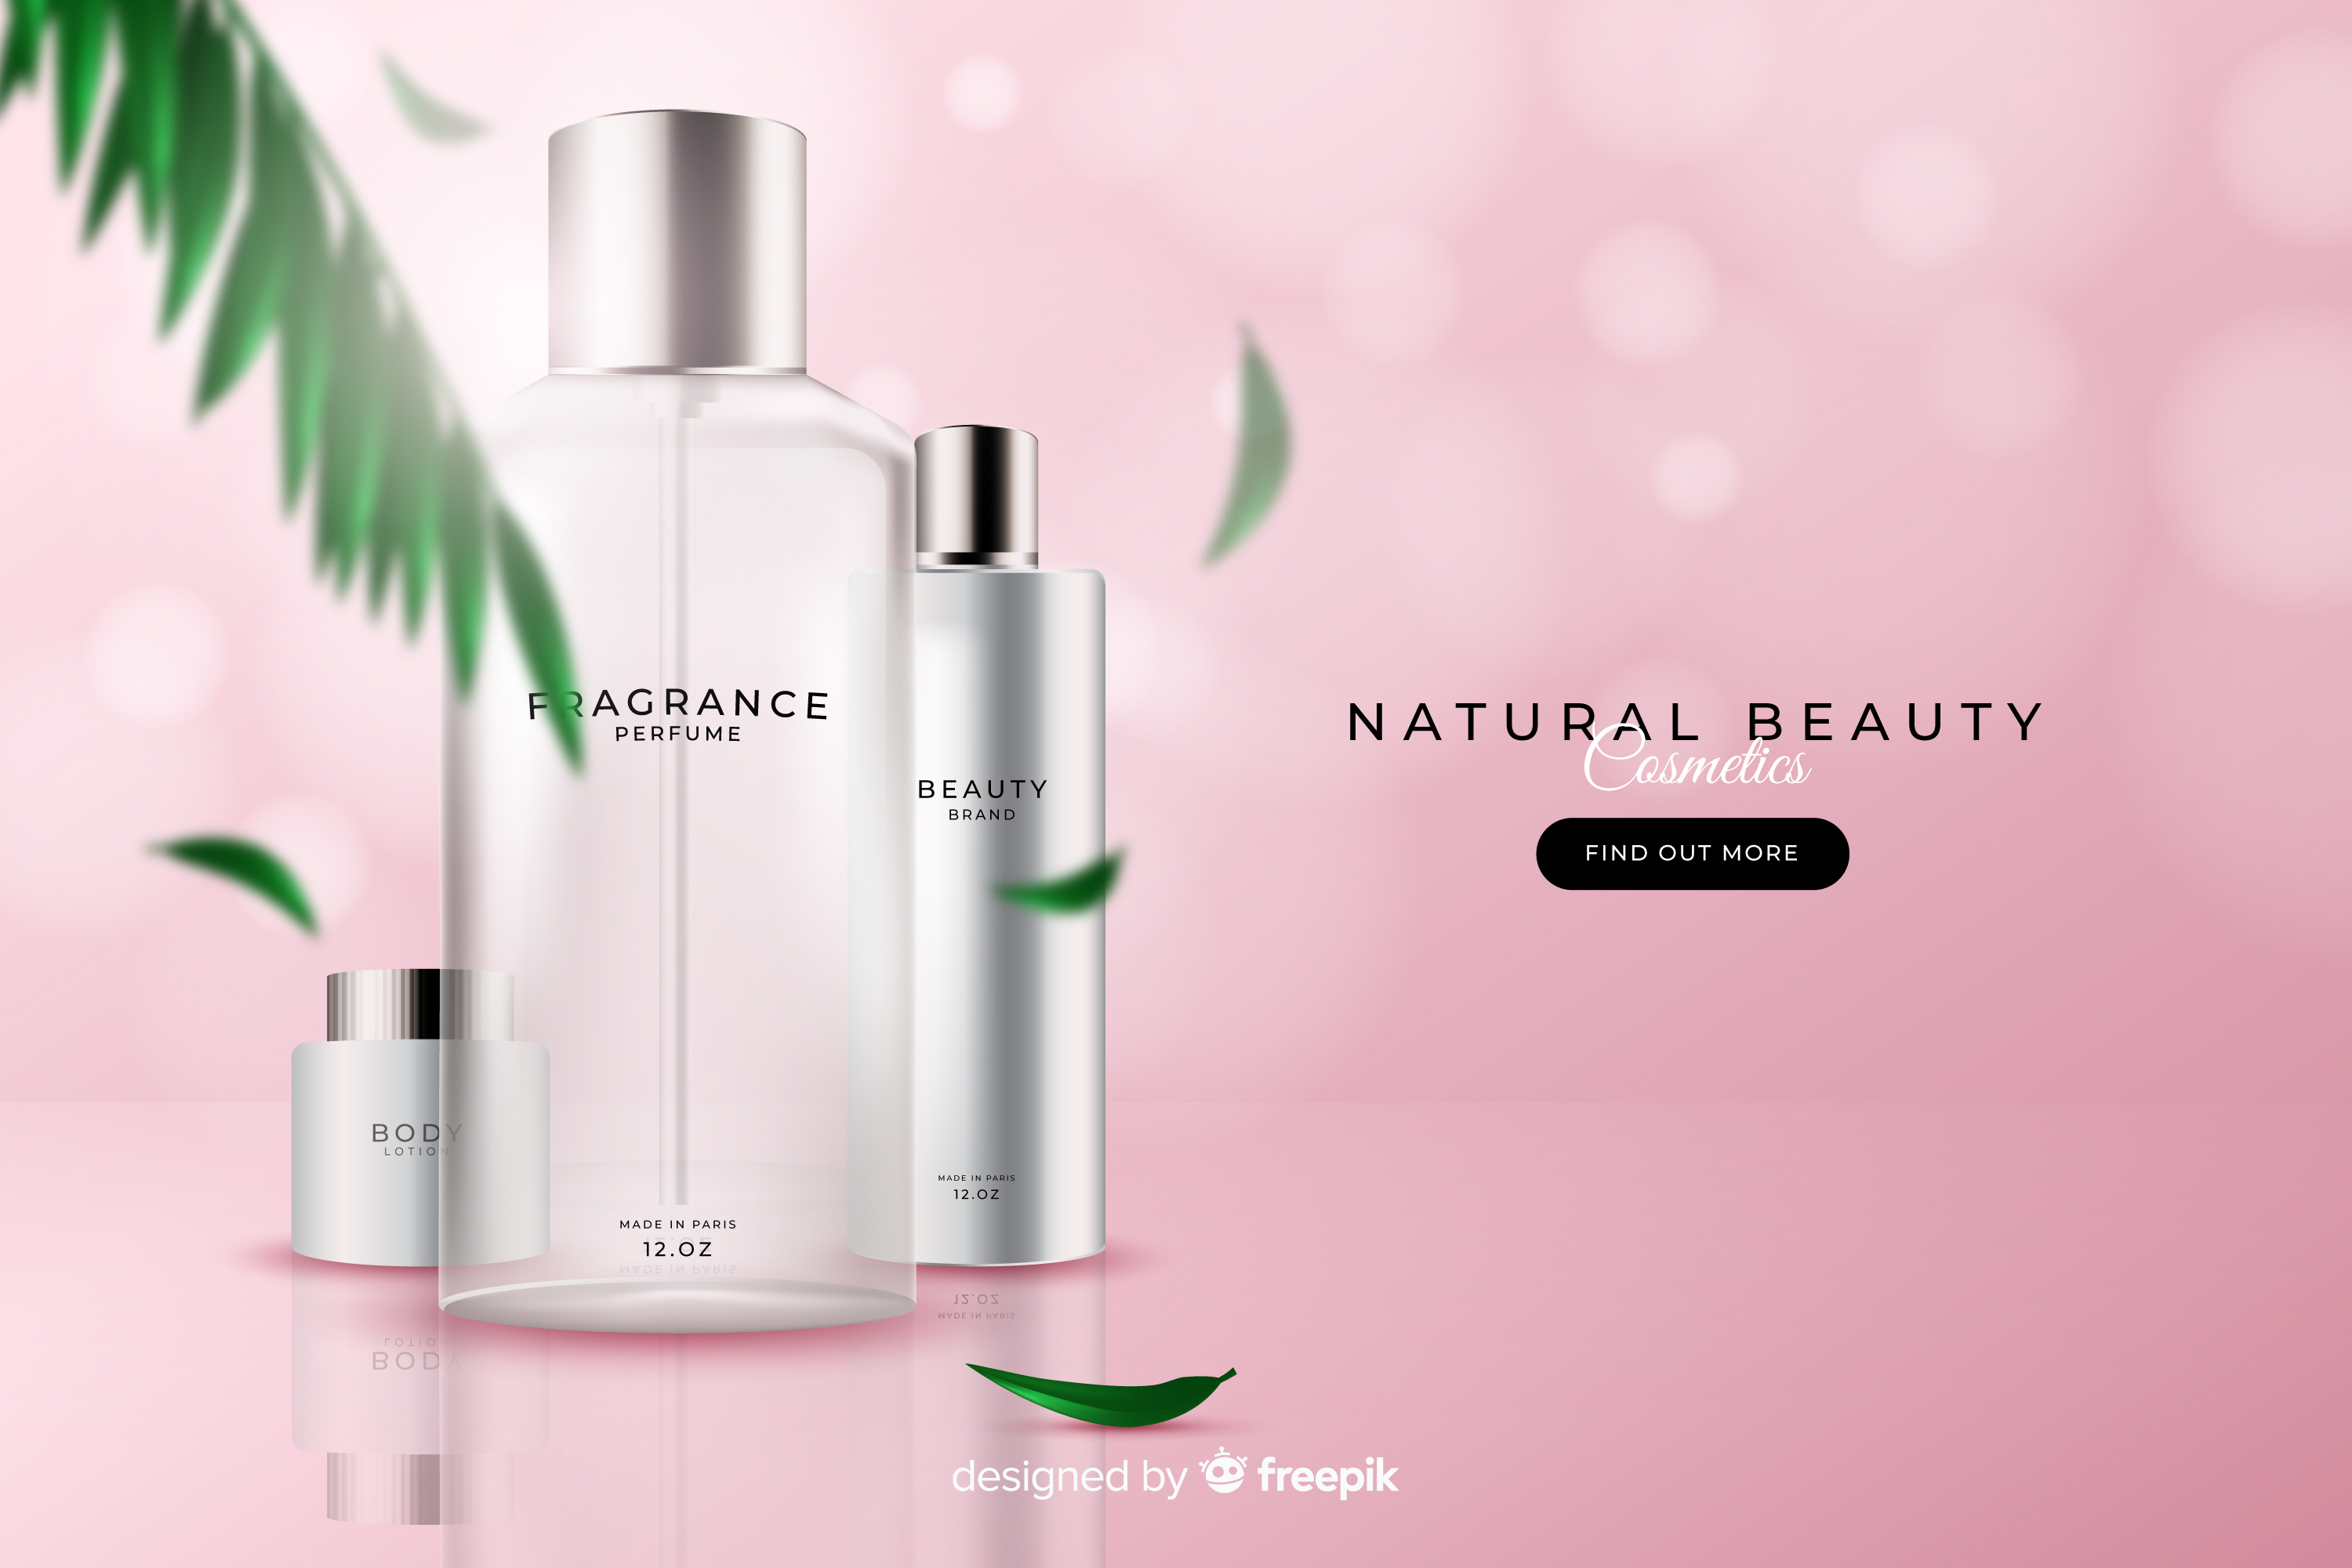 FRAGRANCE
PERFUME
MADE IN PARIS
12.OZ
BEAUTY
BRAND
MADE IN PARIS
12.OZ
BODY
LOTION
NATURAL BEAUTY
Cosmetics
FIND OUT MORE
designed by freepik